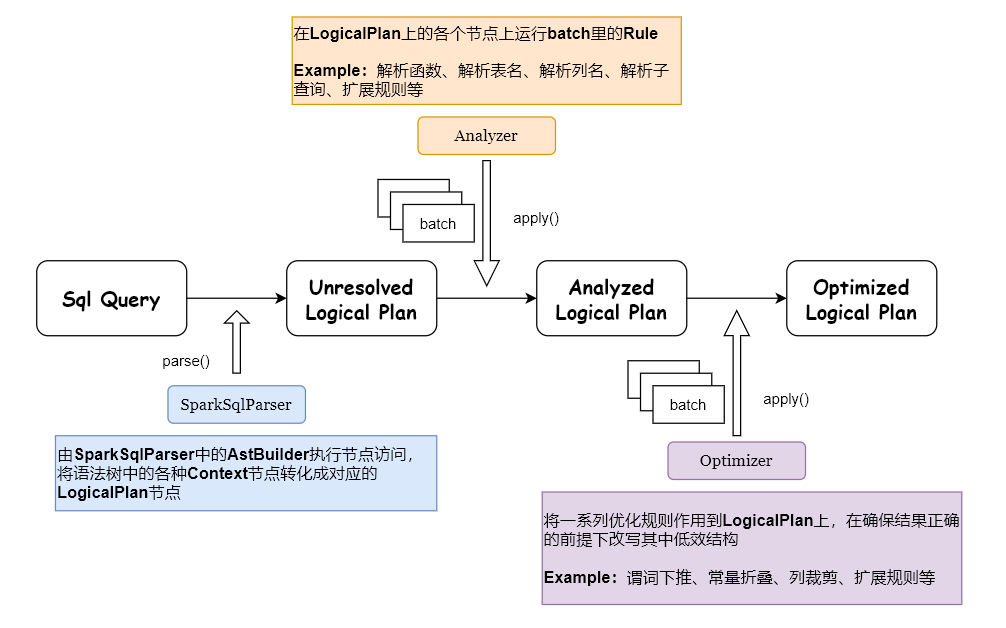 在LogicalPlan上的各个节点上运行batch里的Rule
Example：解析函数、解析表名、解析列名、解析子
查询、扩展规则等
Analyzer
batch
apply()
Sql Query
Unresolved
Logical Plan
Analyzed
Logical Plan
Optimized
Logical Plan
parse()
SparkSqlParser
由SparkSqlParser中的AstBuilder执行节点访问，
将语法树中的各种Context节点转化成对应的
LogicalPlan节点
batch
apply()
Optimizer
将一系列优化规则作用到LogicalPlan上，在确保结果正确
的前提下改写其中低效结构
Example：谓词下推、常量折叠、列裁剪、扩展规则等